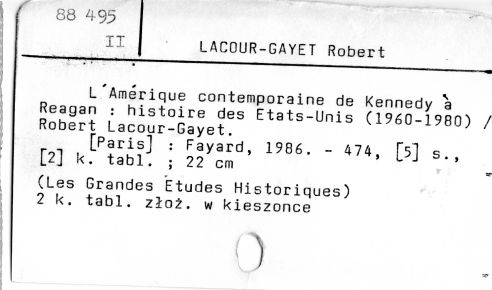 88 495
II
LACOUR-GAYET Robert
L'Amérique contemporaine de Kennedy à
Reagan : histoire des Etats-Unis (1960-1980) /
Robert Lacour-Gayet.
[Paris] : Fayard, 1986. - 474, [5] s.,
[2] k. tabl. ; 22 cm
(Les Grandes Études Historiques)
2 k. tabl. złoż. w kieszonce